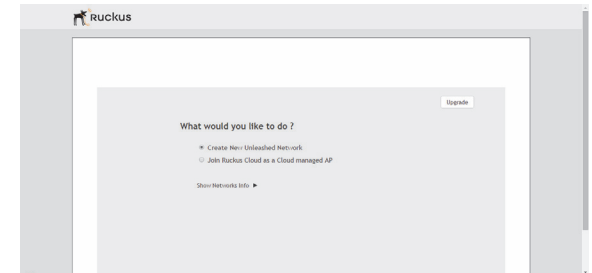 Ruckus
Upgrade
What would you like to do ?
Create New Unleashed Network
Join Ruckus Cloud as a Cloud managed AP
Show Networks Info ►